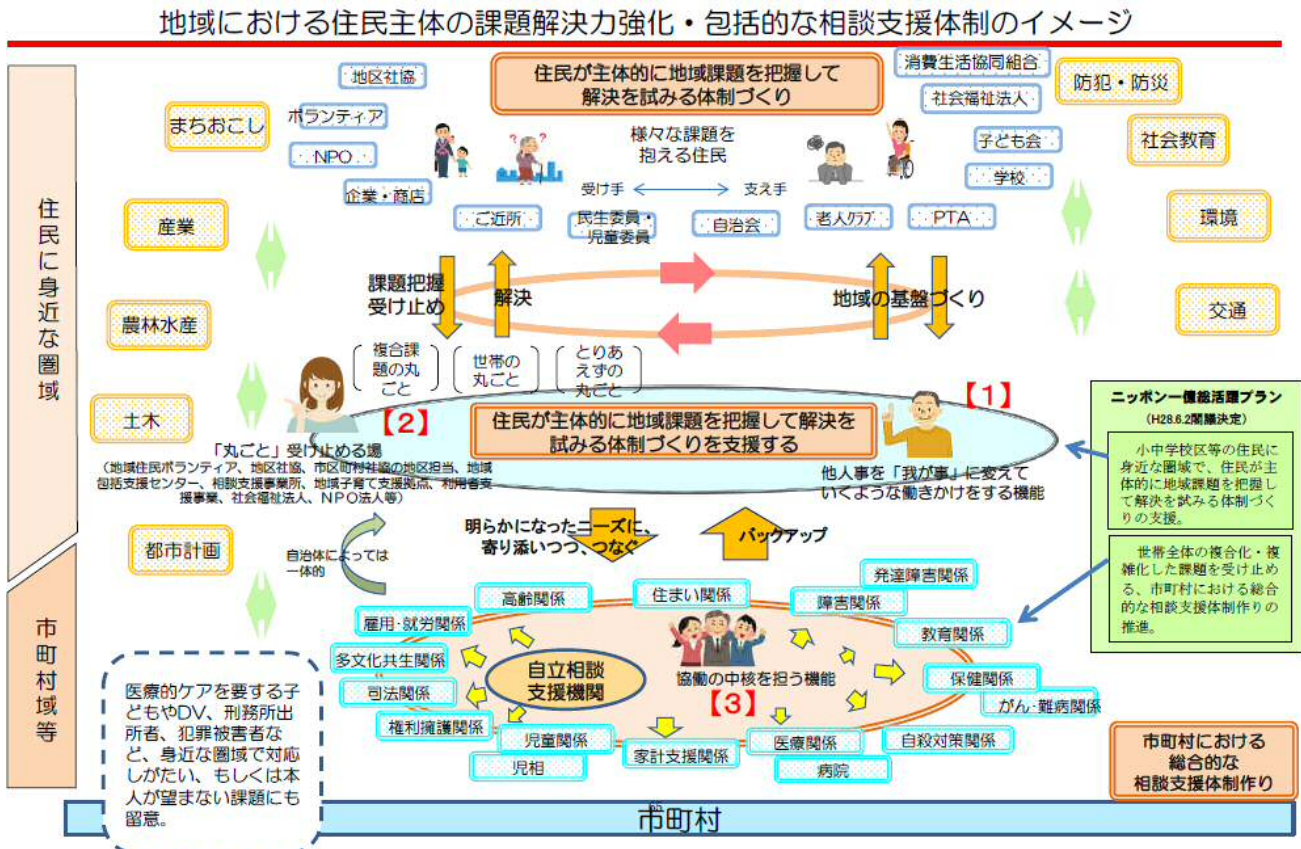 地域における住民主体の課題解決力強化・包括的な相談支援体制のイメージ
住民に身近な圏域
市町村域等
まちおこし
産業
農林水産
土木
都市計画
地区社協
ボランティア
NPO
企業・商店
住民が主体的に地域課題を把握して
解決を試みる体制づくり
様々な課題を
抱える住民
受け手
支え手
ご近所
民生委員・
児童委員
自治会
老人クラブ
PTA
消費生活協同組合
社会福祉法人
子ども会
学校
防犯・防災
社会教育
環境
交通
課題把握
受け止め
解決
地域の基盤づくり
複合課
題の丸
ごと
世帯の
丸ごと
とりあ
えずの
丸ごと
【2】
住民が主体的に地域課題を把握して解決を
試みる体制づくりを支援する
【1】
「丸ごと」受け止める場
(地域住民ボランティア、地区社協、市区町村社協の地区担当、地域
包括支援センター、相談支援事業所、地域子育て支援拠点、利用者支
援事業、社会福祉法人、NPO法人等)
他人事を「我が事」に変えて
いくような働きかけをする機能
ニッポン一億総活躍プラン
(H28.6.2閣議決定)
小中学校区等の住民に
身近な圏域で、住民が主
体的に地域課題を把握し
て解決を試みる体制づく
りの支援。
世帯全体の複合化・複
雑化した課題を受け止め
る、市町村における総合
的な相談支援体制作りの
推進。
自治体によっては
一体的
明らかになったニーズに、
寄り添いつつ、つなぐ
バックアップ
高齢関係
住まい関係
障害関係
発達障害関係
雇用・就労関係
教育関係
多文化共生関係
保健関係
司法関係
がん・難病関係
権利擁護関係
自殺対策関係
児童関係
児相
家計支援関係
医療関係
病院
自立相談
支援機関
協働の中核を担う機能
【3】
医療的ケアを要する子
どもやDV、刑務所出
所者、犯罪被害者な
ど、身近な圏域で対応
しがたい、もしくは本
人が望まない課題にも
留意。
市町村における
総合的な
相談支援体制作り
市町村